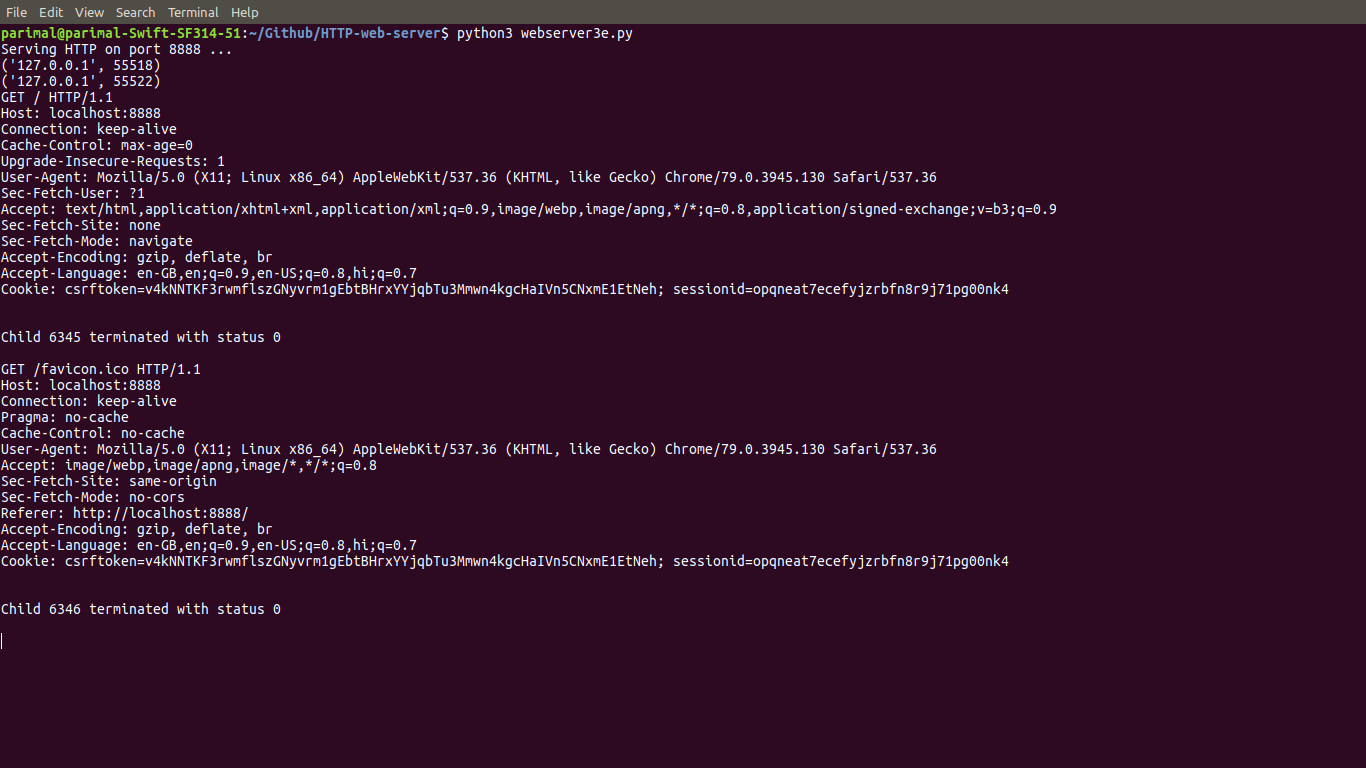 File Edit View Search Terminal Help
parimal@parimal-Swift-SF314-51:~/Github/HTTP-web-server$ python3 webserver3e.py
Serving HTTP on port 8888 ...
('127.0.0.1', 55518)
('127.0.0.1', 55522)
GET / HTTP/1.1
Host: localhost:8888
Connection: keep-alive
Cache-Control: max-age=0
Upgrade-Insecure-Requests: 1
User-Agent: Mozilla/5.0 (X11; Linux x86_64) AppleWebKit/537.36 (KHTML, like Gecko) Chrome/79.0.3945.130 Safari/537.36
Sec-Fetch-User: ?1
Accept: text/html,application/xhtml+xml,application/xml;q=0.9,image/webp,image/apng,*/*;q=0.8,application/signed-exchange;v=b3;q=0.9
Sec-Fetch-Site: none
Sec-Fetch-Mode: navigate
Accept-Encoding: gzip, deflate, br
Accept-Language: en-GB,en;q=0.9,en-US;q=0.8,hi;q=0.7
Cookie: csrftoken=v4kNNTKF3rwmflszGNyvrm1gEbtBHrxYYjqbTu3Mmwn4kgcHaIVn5CNxmE1EtNeh; sessionid=opqneat7ecefyjzrbfn8r9j71pg00nk4
Child 6345 terminated with status 0
GET /favicon.ico HTTP/1.1
Host: localhost:8888
Connection: keep-alive
Pragma: no-cache
Cache-Control: no-cache
User-Agent: Mozilla/5.0 (X11; Linux x86_64) AppleWebKit/537.36 (KHTML, like Gecko) Chrome/79.0.3945.130 Safari/537.36
Accept: image/webp,image/apng,image/*,*/*;q=0.8
Sec-Fetch-Site: same-origin
Sec-Fetch-Mode: no-cors
Referer: http://localhost:8888/
Accept-Encoding: gzip, deflate, br
Accept-Language: en-GB,en;q=0.9,en-US;q=0.8,hi;q=0.7
Cookie: csrftoken=v4kNNTKF3rwmflszGNyvrm1gEbtBHrxYYjqbTu3Mmwn4kgcHaIVn5CNxmE1EtNeh; sessionid=opqneat7ecefyjzrbfn8r9j71pg00nk4
Child 6346 terminated with status 0